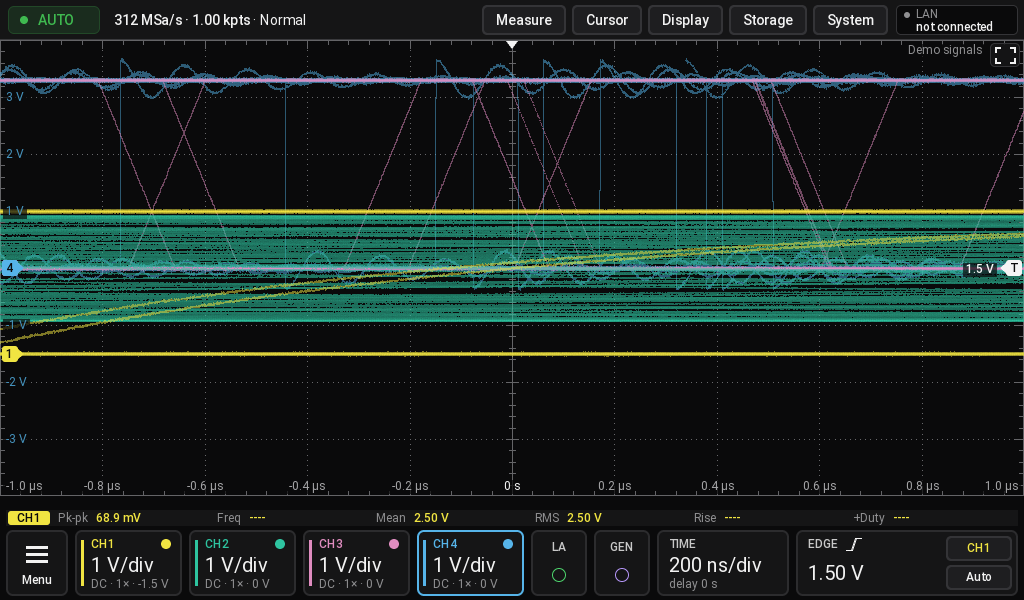 AUTO
312 MSa/s · 1.00 kpts · Normal
Measure
Cursor
Display
Storage
System
LAN
not connected
Demo signals
3 V
2 V
1 V
4
1.5 V
T
-1 V
1
-2 V
-3 V
-1.0 µs
-0.8 µs
-0.6 µs
-0.4 µs
-0.2 µs
0 s
0.2 µs
0.4 µs
0.6 µs
0.8 µs
1.0 µs
CH1
Pk-pk 68.9 mV
Freq ----
Mean 2.50 V
RMS 2.50 V
Rise ----
+Duty ----
Menu
CH1
1 V/div
DC · 1× · -1.5 V
CH2
1 V/div
DC · 1× · 0 V
CH3
1 V/div
DC · 1× · 0 V
CH4
1 V/div
DC · 1× · 0 V
LA
GEN
TIME
200 ns/div
delay 0 s
EDGE
1.50 V
CH1
Auto